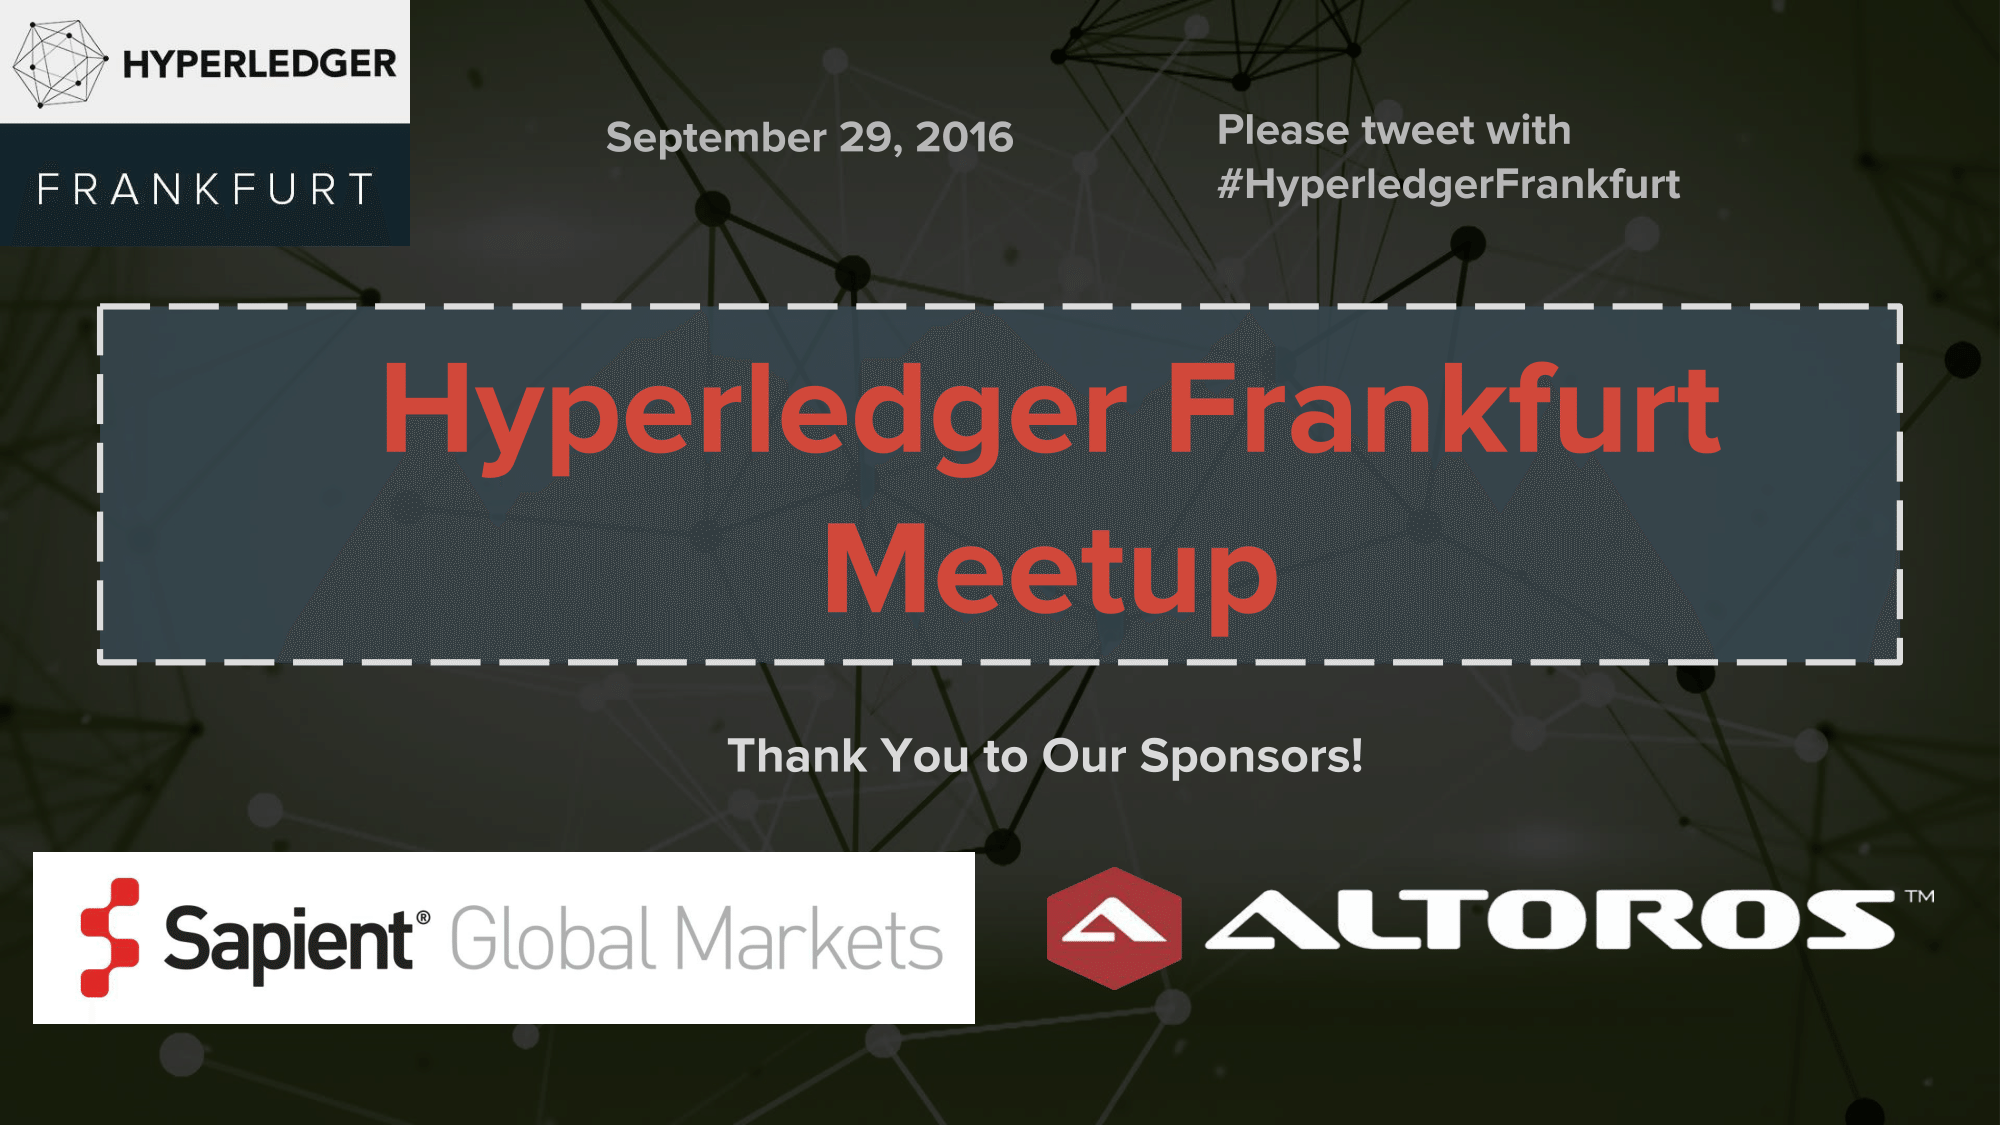 HYPERLEDGER
FRANKFURT
September 29, 2016
Please tweet with
#HyperledgerFrankfurt
Hyperledger Frankfurt
Meetup
Thank You to Our Sponsors!
Sapient® Global Markets
ALTOROS™